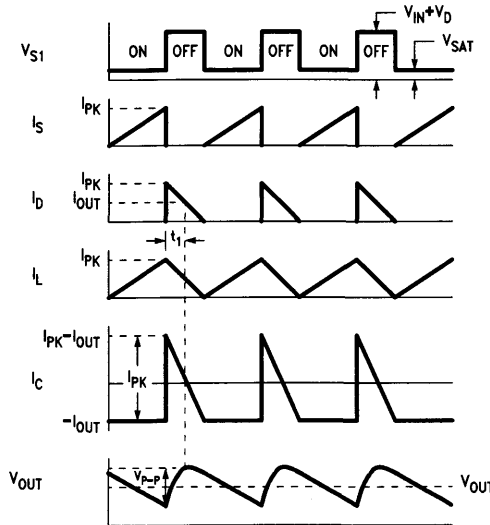 V_IN+V_D
V_S1 ON OFF ON OFF ON OFF V_SAT
I_PK
I_S
I_PK
I_D I_OUT
t_1
I_PK
I_L
I_PK-I_OUT
I_C I_PK
-I_OUT
V_OUT V_P-P V_OUT